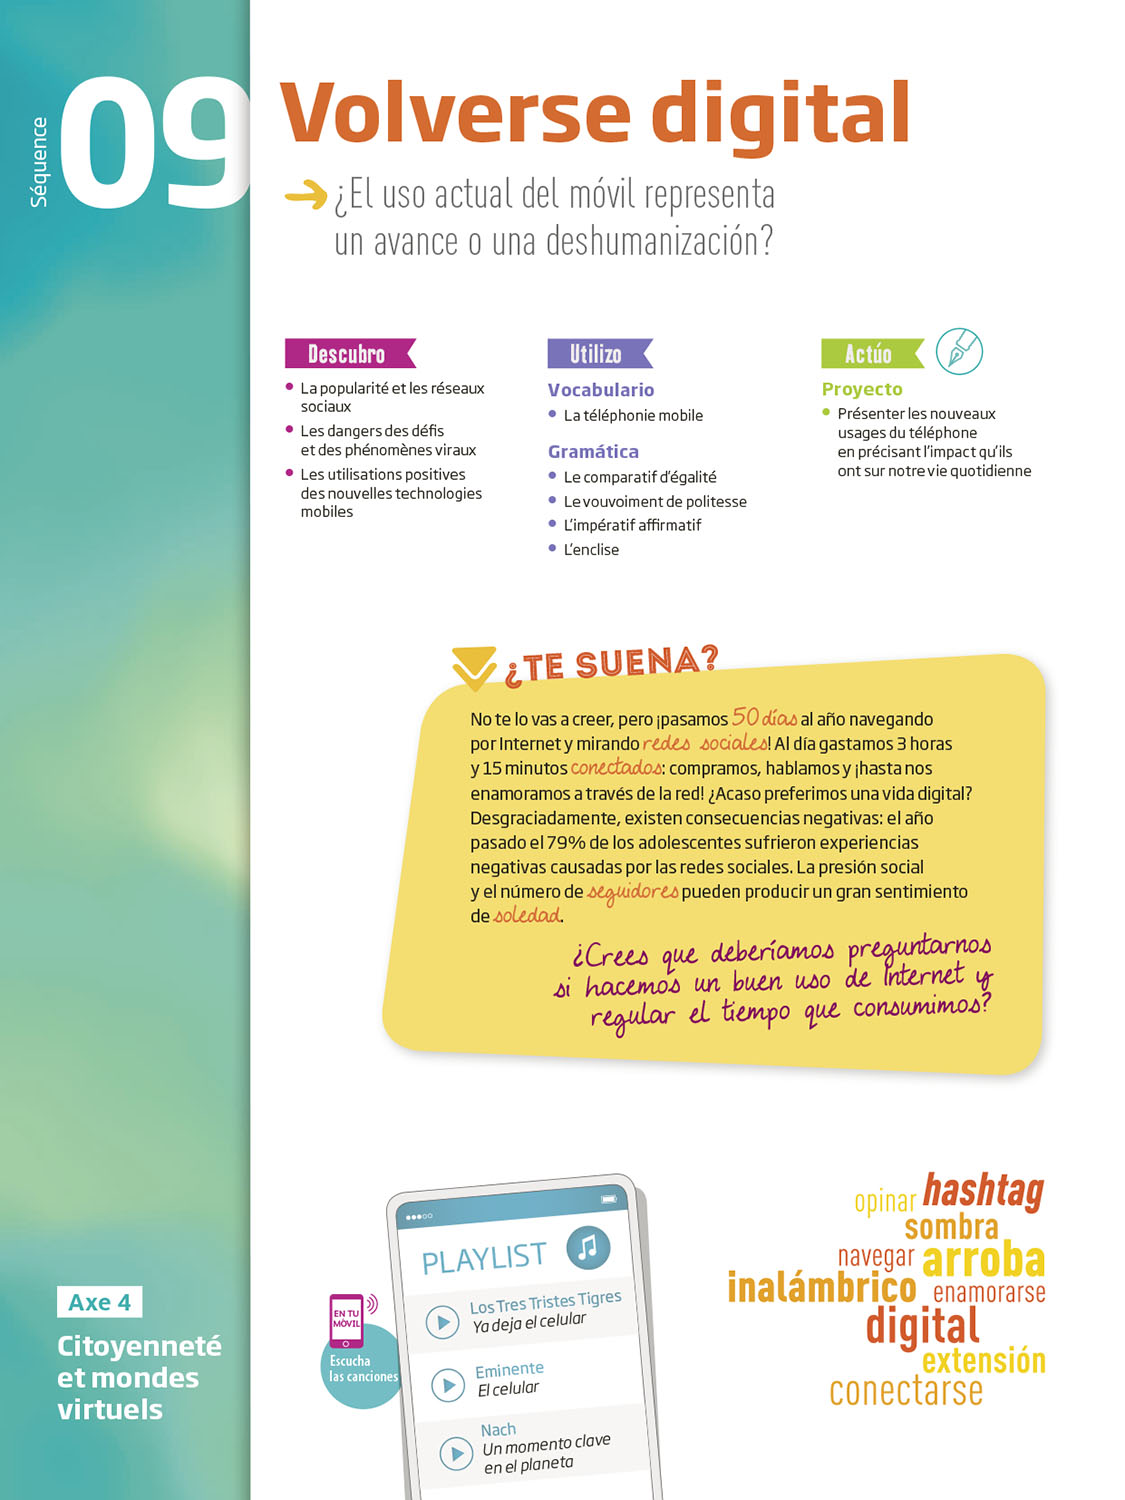 Séquence
09
Volverse digital
¿El uso actual del móvil representa
un avance o una deshumanización?
Descubro
• La popularité et les réseaux
sociaux
• Les dangers des défis
et des phénomènes viraux
• Les utilisations positives
des nouvelles technologies
mobiles
Utilizo
Vocabulario
• La téléphonie mobile
Gramática
• Le comparatif d'égalité
• Le vouvoiment de politesse
• L'impératif affirmatif
• L'enclise
Actúo
Proyecto
• Présenter les nouveaux
usages du téléphone
en précisant l'impact qu'ils
ont sur notre vie quotidienne
¿TE SUENA?
No te lo vas a creer, pero ¡pasamos 50 días al año navegando
por Internet y mirando redes sociales! Al día gastamos 3 horas
y 15 minutos conectados: compramos, hablamos y ¡hasta nos
enamoramos a través de la red! ¿Acaso preferimos una vida digital?
Desgraciadamente, existen consecuencias negativas: el año
pasado el 79% de los adolescentes sufrieron experiencias
negativas causadas por las redes sociales. La presión social
y el número de seguidores pueden producir un gran sentimiento
de soledad.
¿Crees que deberíamos preguntarnos
si hacemos un buen uso de Internet y
regular el tiempo que consumimos?
Axe 4
Citoyenneté
et mondes
virtuels
EN TU
MÒVIL
Escucha
las canciones
PLAYLIST
Los Tres Tristes Tigres
Ya deja el celular
Eminente
El celular
Nach
Un momento clave
en el planeta
opinar hashtag
sombra
navegar arroba
inalámbrico enamorarse
digital
extensión
conectarse